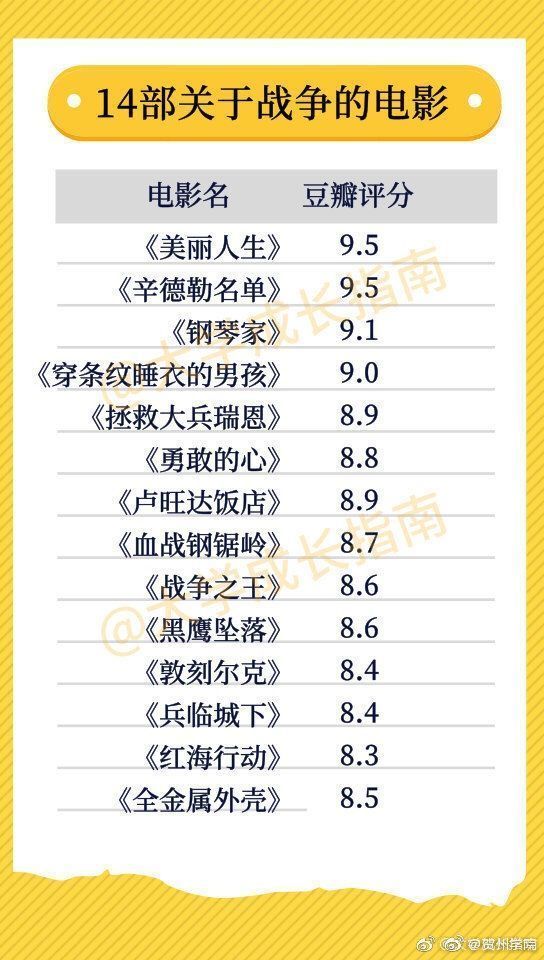 14部关于战争的电影
电影名 豆瓣评分
《美丽人生》 9.5
《辛德勒名单》 9.5
《钢琴家》 9.1
《穿条纹睡衣的男孩》 9.0
《拯救大兵瑞恩》 8.9
《勇敢的心》 8.8
《卢旺达饭店》 8.9
《血战钢锯岭》 8.7
《战争之王》 8.6
《黑鹰坠落》 8.6
《敦刻尔克》 8.4
《兵临城下》 8.4
《红海行动》 8.3
《全金属外壳》 8.5
@大学成长指南
@大学成长指南
@贺州学院